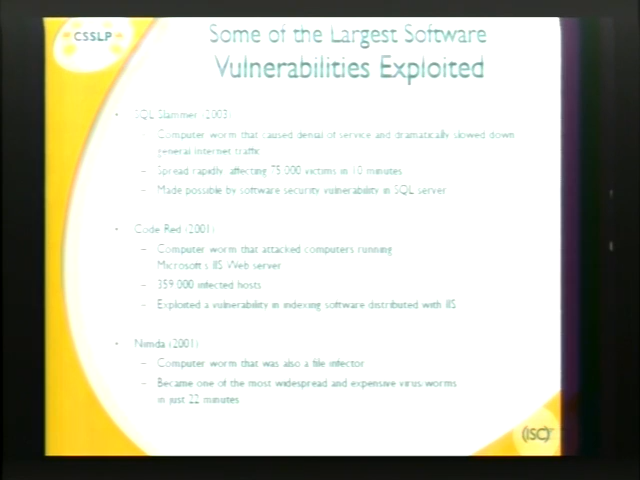 CSSLP
Some of the Largest Software
Vulnerabilities Exploited
• SQL Slammer (2003)
Computer worm that caused denial of service and dramatically slowed down
general internet traffic
– Spread rapidly affecting 75,000 victims in 10 minutes
– Made possible by software security vulnerability in SQL server
• Code Red (2001)
– Computer worm that attacked computers running
Microsoft's IIS Web server
– 359,000 infected hosts
– Exploited a vulnerability in indexing software distributed with IIS
• Nimda (2001)
– Computer worm that was also a file infector
– Became one of the most widespread and expensive virus worms
in just 22 minutes
(ISC)